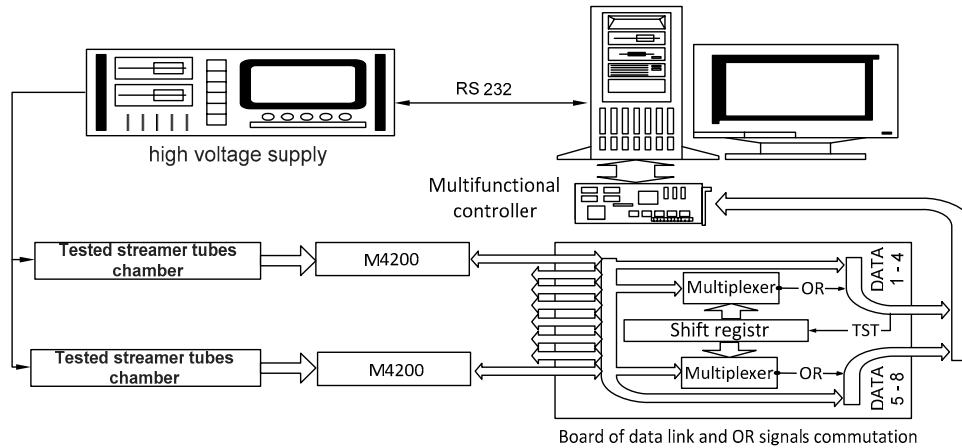 RS 232
high voltage supply
Multifunctional
controller
Tested streamer tubes
chamber
M4200
DATA
1 - 4
Multiplexer
OR
Shift registr
TST
Tested streamer tubes
chamber
M4200
Multiplexer
OR
DATA
5 - 8
Board of data link and OR signals commutation